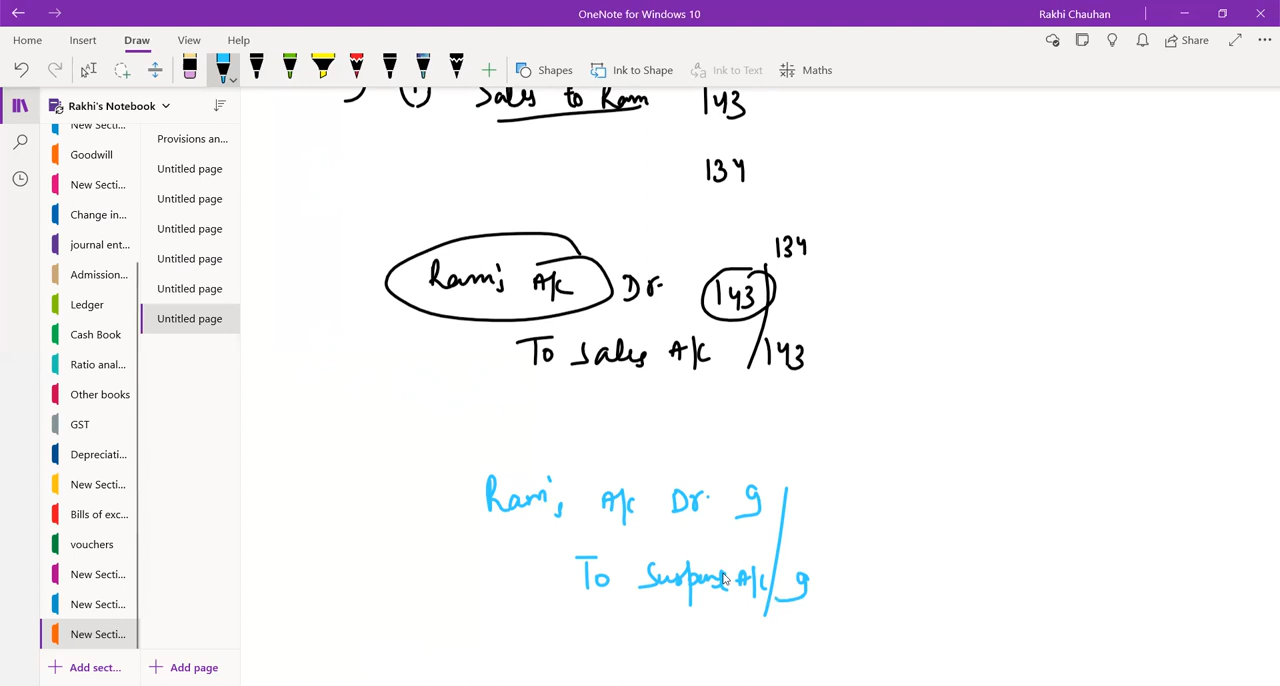 OneNote for Windows 10
Rakhi Chauhan
Home Insert Draw View Help
Share
Shapes Ink to Shape Ink to Text Maths
Rakhi's Notebook
New Secti...
Goodwill
New Secti...
Change in...
journal ent...
Admission...
Ledger
Cash Book
Ratio anal...
Other books
GST
Depreciati...
New Secti...
Bills of exc...
vouchers
New Secti...
New Secti...
New Secti...
Add sect...
Provisions an...
Untitled page
Untitled page
Untitled page
Untitled page
Untitled page
Untitled page
Add page
① Sales to Ram 143
134
134
Ram's A/c Dr. 143
To Sales A/c 143
Ram's A/c Dr. 9
To Suspense A/c 9